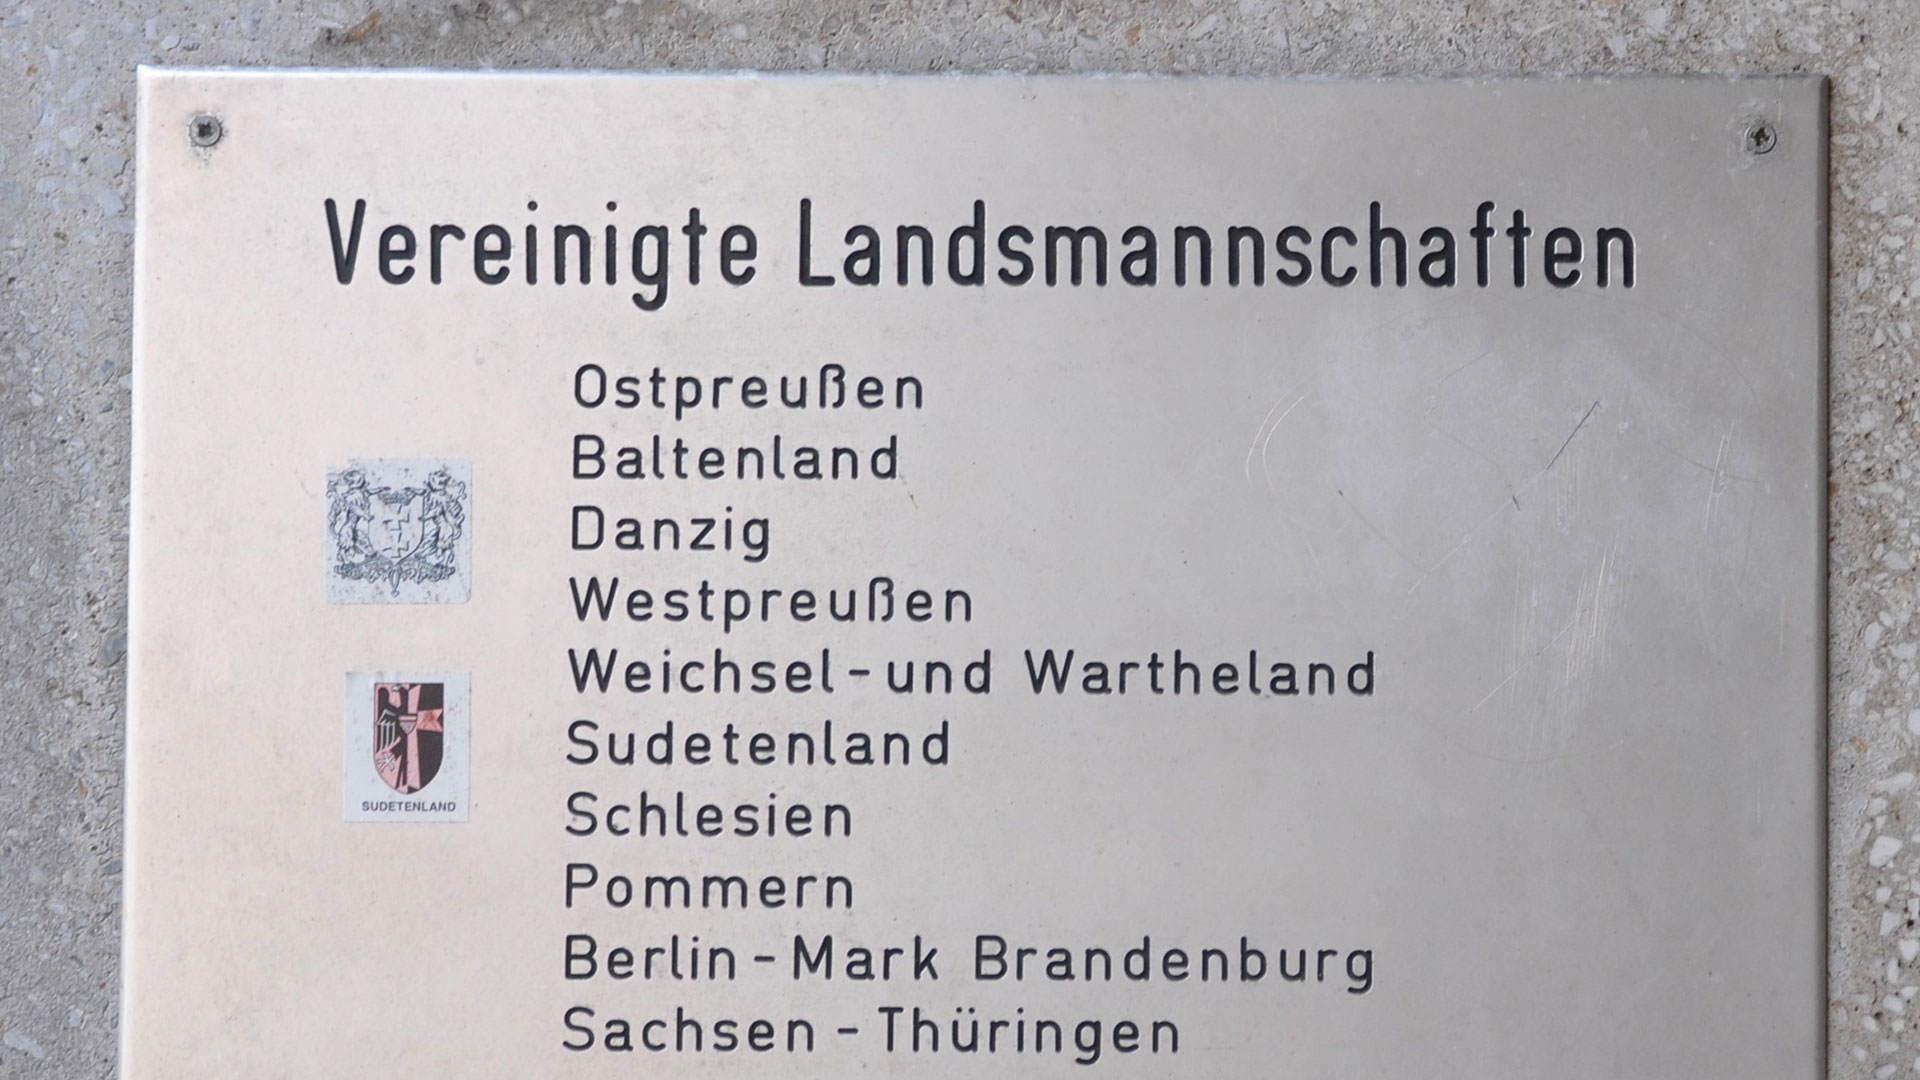 Vereinigte Landsmannschaften
Ostpreußen
Baltenland
Danzig
Westpreußen
Weichsel-und Wartheland
Sudetenland
SUDETENLAND
Schlesien
Pommern
Berlin-Mark Brandenburg
Sachsen-Thüringen